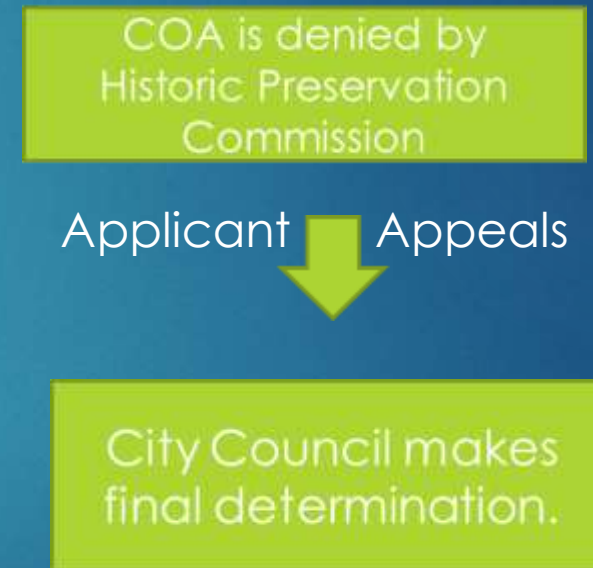 COA is denied by
Historic Preservation
Commission
Applicant Appeals
City Council makes
final determination.